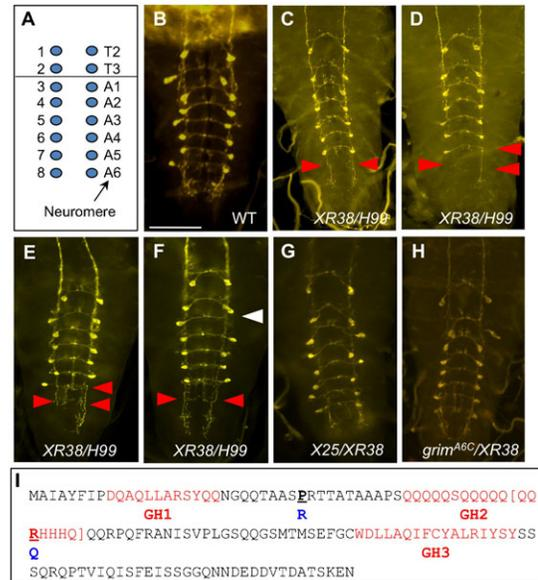 A
1 T2
2 T3
3 A1
4 A2
5 A3
6 A4
7 A5
8 A6
Neuromere
B
WT
C
XR38/H99
D
XR38/H99
E
XR38/H99
F
XR38/H99
G
X25/XR38
H
grimA6C/XR38
I
MAIAYFIPDQAQLLARSYQQNGQQTAASPRTTATAAAPSQQQQQSQQQQQ[QQ
GH1 R GH2
RHHHQ]QQRPQFRANISVPLGSQQGSMTMSEFGCWDLLAQIFCYALRIYSYSS
Q GH3
SQRQPTVIQISFEISSGGQNNDEDDVTDATSKEN